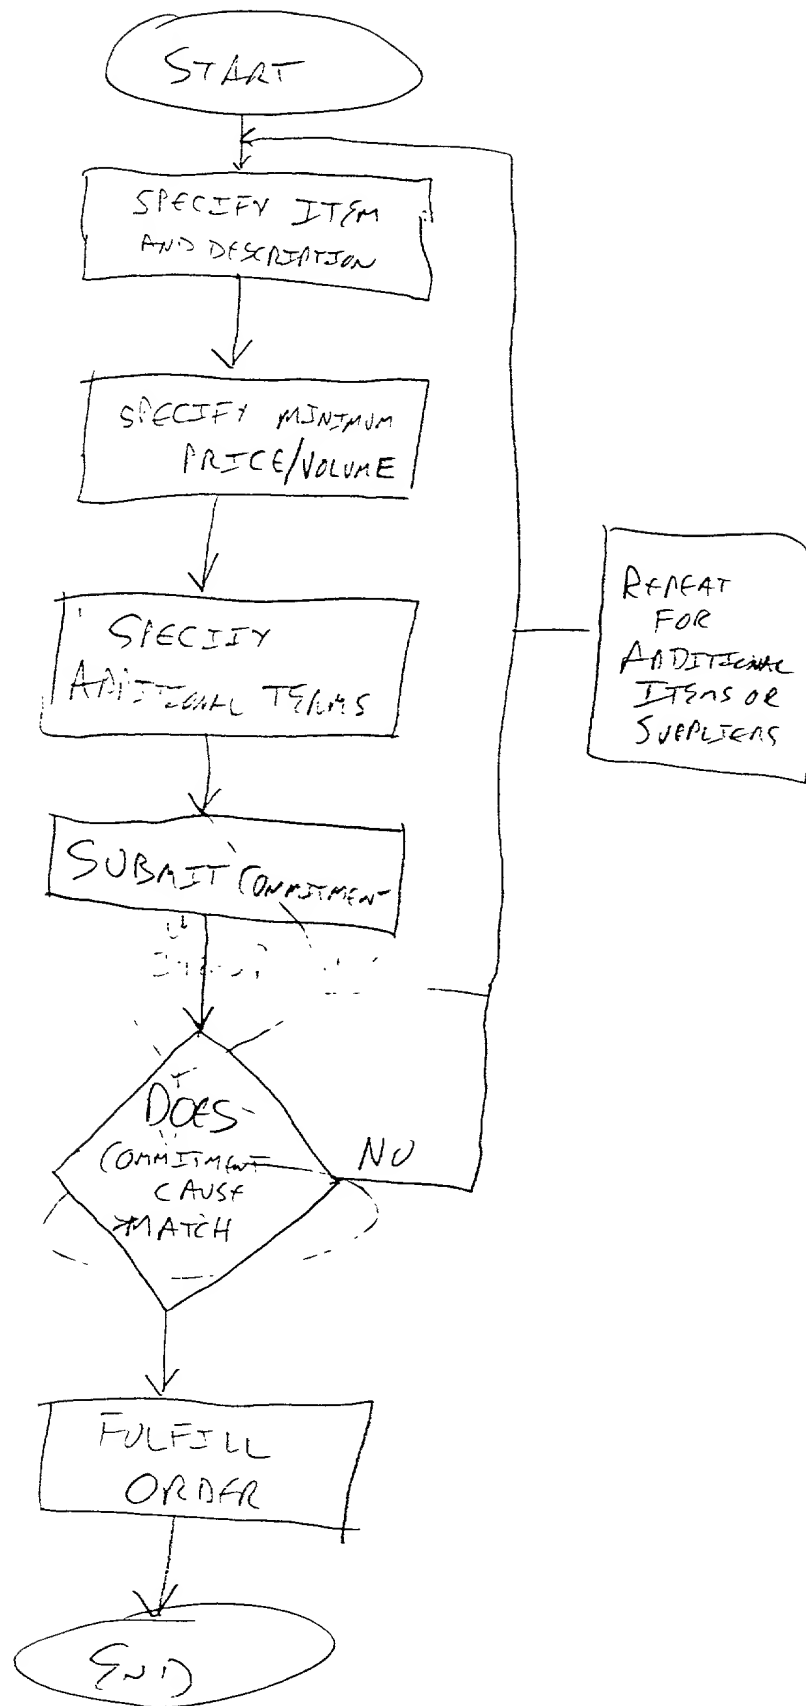 START
SPECIFY ITEM
AND DESCRIPTION
SPECIFY MINIMUM
PRICE/VOLUME
SPECIFY
ADDITIONAL TERMS
REPEAT
FOR
ADDITIONAL
ITEMS OR
SUPPLIERS
SUBMIT COMMITMENT
DOES
COMMITMENT
CAUSE
MATCH
NO
FULFILL
ORDER
END